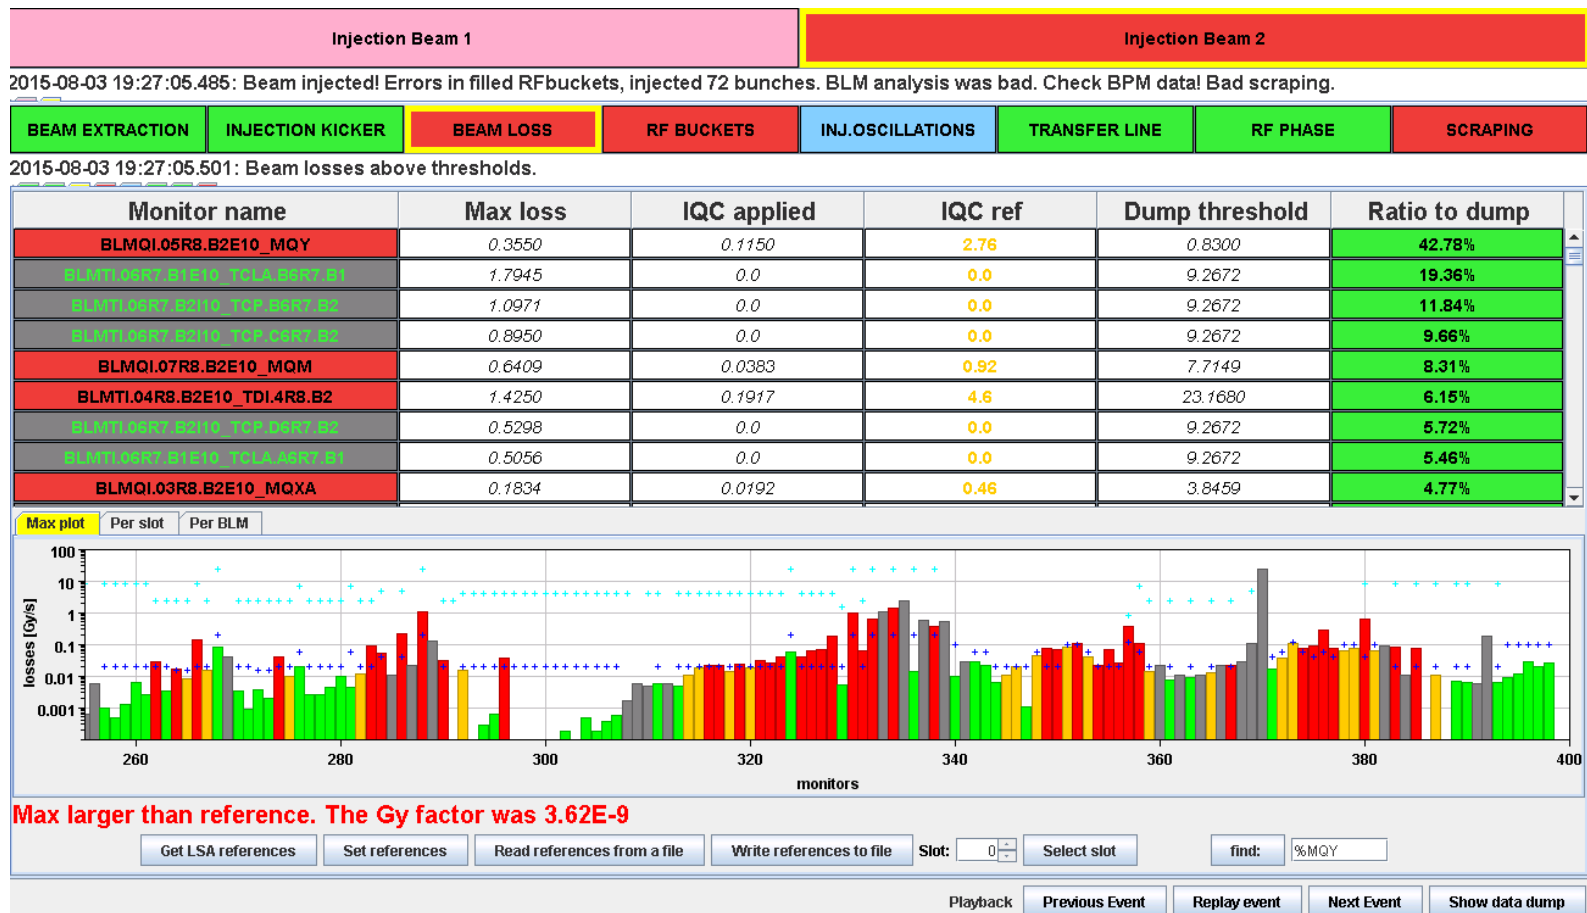 Injection Beam 1 Injection Beam 2
2015-08-03 19:27:05.485: Beam injected! Errors in filled RFbuckets, injected 72 bunches. BLM analysis was bad. Check BPM data! Bad scraping.
BEAM EXTRACTION INJECTION KICKER BEAM LOSS RF BUCKETS INJ.OSCILLATIONS TRANSFER LINE RF PHASE SCRAPING
2015-08-03 19:27:05.501: Beam losses above thresholds.
Monitor name Max loss IQC applied IQC ref Dump threshold Ratio to dump
BLMQI.05R8.B2E10_MQY 0.3550 0.1150 2.76 0.8300 42.78%
BLMTI.06R7.B1E10_TCLA.B6R7.B1 1.7945 0.0 0.0 9.2672 19.36%
BLMTI.06R7.B2I10_TCP.B6R7.B2 1.0971 0.0 0.0 9.2672 11.84%
BLMTI.06R7.B2I10_TCP.C6R7.B2 0.8950 0.0 0.0 9.2672 9.66%
BLMQI.07R8.B2E10_MQM 0.6409 0.0383 0.92 7.7149 8.31%
BLMTI.04R8.B2E10_TDI.4R8.B2 1.4250 0.1917 4.6 23.1680 6.15%
BLMTI.06R7.B2I10_TCP.D6R7.B2 0.5298 0.0 0.0 9.2672 5.72%
BLMTI.06R7.B1E10_TCLA.A6R7.B1 0.5056 0.0 0.0 9.2672 5.46%
BLMQI.03R8.B2E10_MQXA 0.1834 0.0192 0.46 3.8459 4.77%
Max plot Per slot Per BLM
losses [Gy/s]
100
10
1
0.1
0.01
0.001
260 280 300 320 340 360 380 400
monitors
Max larger than reference. The Gy factor was 3.62E-9
Get LSA references Set references Read references from a file Write references to file Slot: 0 Select slot find: %MQY
Playback Previous Event Replay event Next Event Show data dump